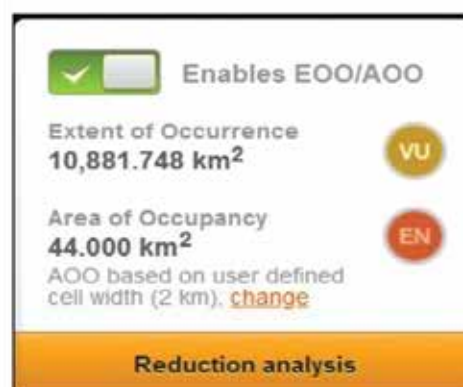 Enables EOO/AOO
Extent of Occurrence
10,881.748 km²
VU
Area of Occupancy
44.000 km²
EN
AOO based on user defined
cell width (2 km), change
Reduction analysis